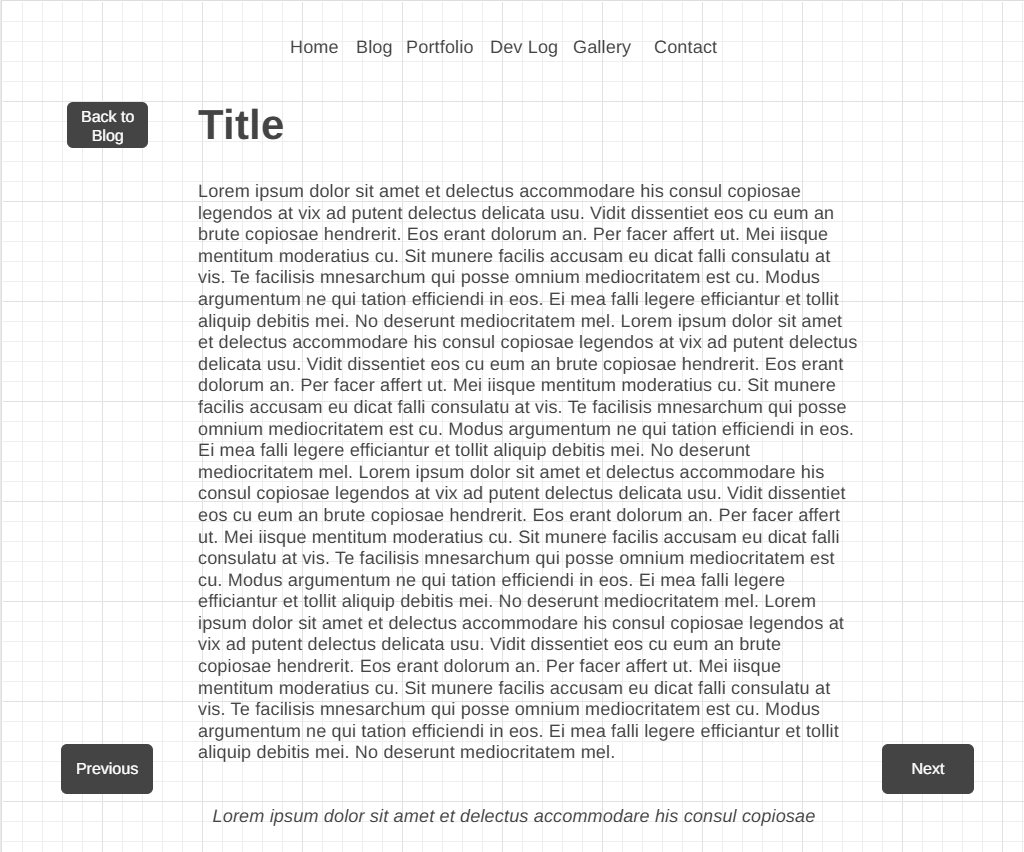 Home Blog Portfolio Dev Log Gallery Contact
Back to
Blog
Title
Lorem ipsum dolor sit amet et delectus accommodare his consul copiosae
legendos at vix ad putent delectus delicata usu. Vidit dissentiet eos cu eum an
brute copiosae hendrerit. Eos erant dolorum an. Per facer affert ut. Mei iisque
mentitum moderatius cu. Sit munere facilis accusam eu dicat falli consulatu at
vis. Te facilisis mnesarchum qui posse omnium mediocritatem est cu. Modus
argumentum ne qui tation efficiendi in eos. Ei mea falli legere efficiantur et tollit
aliquip debitis mei. No deserunt mediocritatem mel. Lorem ipsum dolor sit amet
et delectus accommodare his consul copiosae legendos at vix ad putent delectus
delicata usu. Vidit dissentiet eos cu eum an brute copiosae hendrerit. Eos erant
dolorum an. Per facer affert ut. Mei iisque mentitum moderatius cu. Sit munere
facilis accusam eu dicat falli consulatu at vis. Te facilisis mnesarchum qui posse
omnium mediocritatem est cu. Modus argumentum ne qui tation efficiendi in eos.
Ei mea falli legere efficiantur et tollit aliquip debitis mei. No deserunt
mediocritatem mel. Lorem ipsum dolor sit amet et delectus accommodare his
consul copiosae legendos at vix ad putent delectus delicata usu. Vidit dissentiet
eos cu eum an brute copiosae hendrerit. Eos erant dolorum an. Per facer affert
ut. Mei iisque mentitum moderatius cu. Sit munere facilis accusam eu dicat falli
consulatu at vis. Te facilisis mnesarchum qui posse omnium mediocritatem est
cu. Modus argumentum ne qui tation efficiendi in eos. Ei mea falli legere
efficiantur et tollit aliquip debitis mei. No deserunt mediocritatem mel. Lorem
ipsum dolor sit amet et delectus accommodare his consul copiosae legendos at
vix ad putent delectus delicata usu. Vidit dissentiet eos cu eum an brute
copiosae hendrerit. Eos erant dolorum an. Per facer affert ut. Mei iisque
mentitum moderatius cu. Sit munere facilis accusam eu dicat falli consulatu at
vis. Te facilisis mnesarchum qui posse omnium mediocritatem est cu. Modus
argumentum ne qui tation efficiendi in eos. Ei mea falli legere efficiantur et tollit
aliquip debitis mei. No deserunt mediocritatem mel.
Previous
Next
Lorem ipsum dolor sit amet et delectus accommodare his consul copiosae